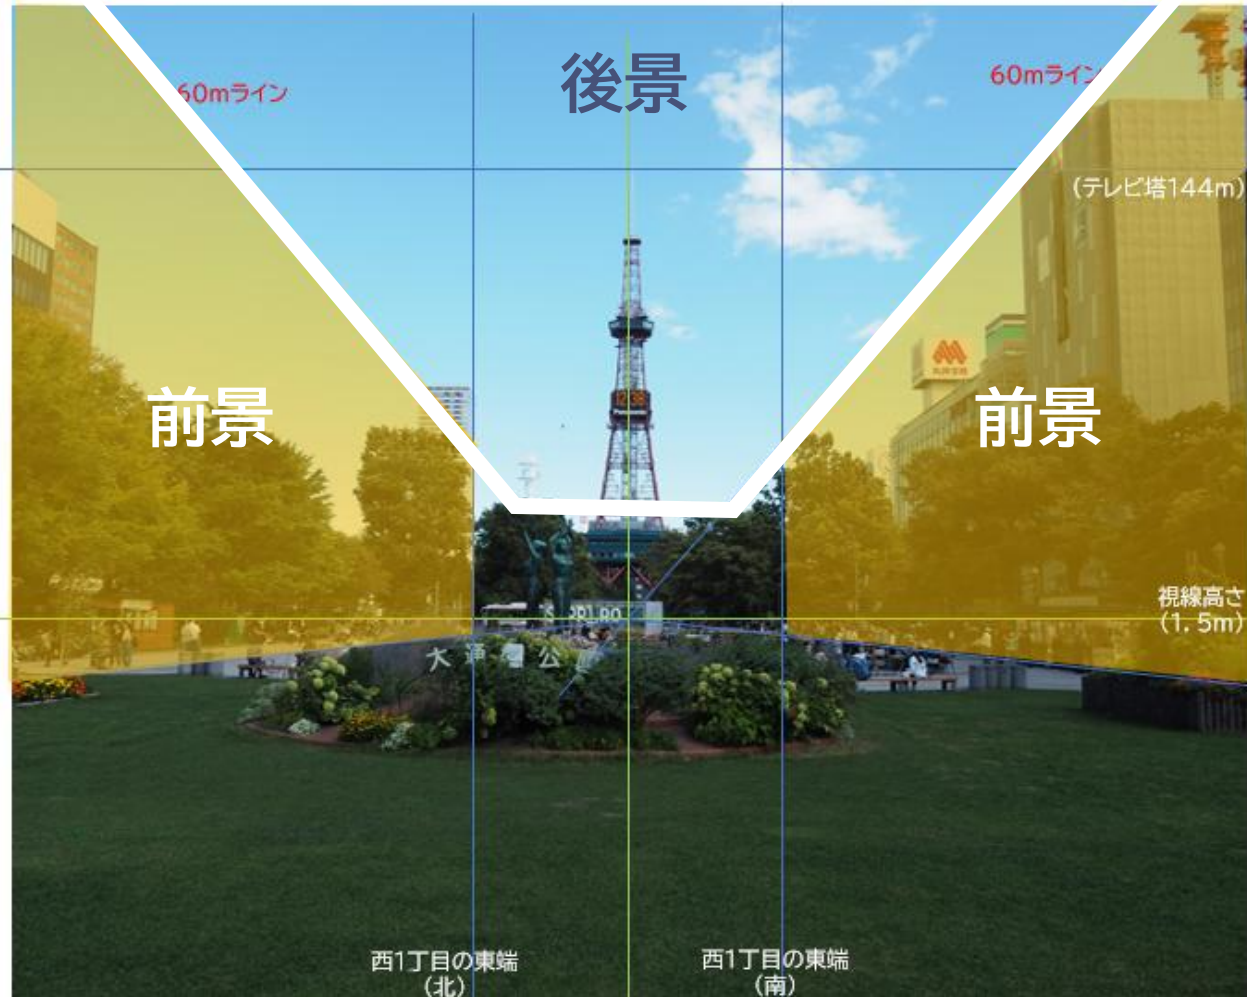 後景
60mライン
60mライン
(テレビ塔144m)
前景
前景
視線高さ
(1.5m)
西1丁目の東端
(北)
西1丁目の東端
(南)